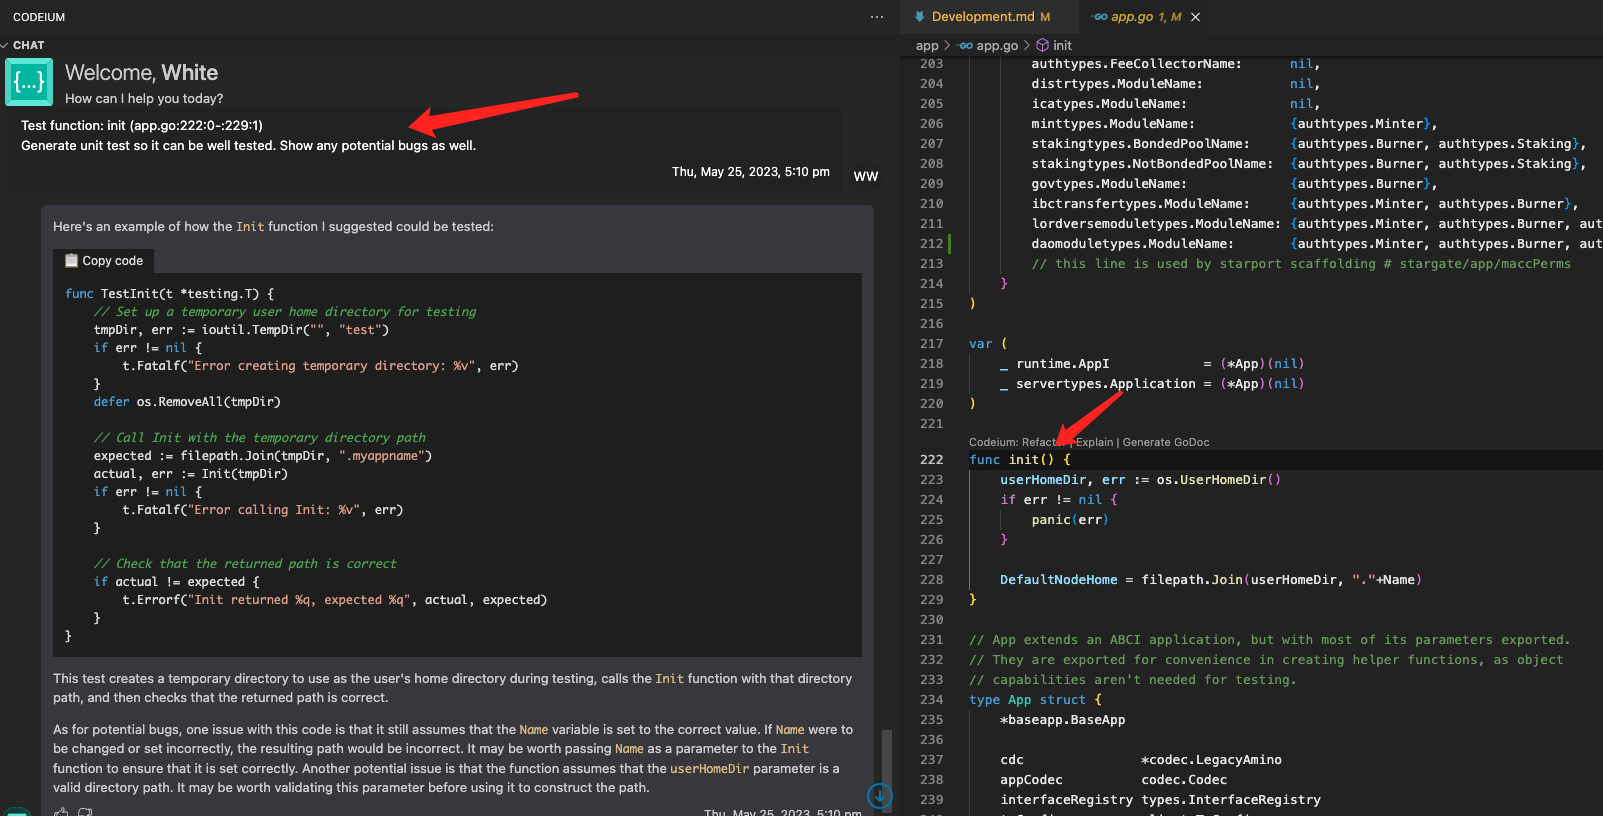 CODEIUM
CHAT
{...}
Welcome, White
How can I help you today?
Test function: init (app.go:222:0-:229:1)
Generate unit test so it can be well tested. Show any potential bugs as well.
Thu, May 25, 2023, 5:10 pm
WW
Here's an example of how the Init function I suggested could be tested:
Copy code
func TestInit(t *testing.T) {
// Set up a temporary user home directory for testing
tmpDir, err := ioutil.TempDir("", "test")
if err != nil {
t.Fatalf("Error creating temporary directory: %v", err)
}
defer os.RemoveAll(tmpDir)
// Call Init with the temporary directory path
expected := filepath.Join(tmpDir, ".myappname")
actual, err := Init(tmpDir)
if err != nil {
t.Fatalf("Error calling Init: %v", err)
}
// Check that the returned path is correct
if actual != expected {
t.Errorf("Init returned %q, expected %q", actual, expected)
}
}
This test creates a temporary directory to use as the user's home directory during testing, calls the Init function with that directory
path, and then checks that the returned path is correct.
As for potential bugs, one issue with this code is that it still assumes that the Name variable is set to the correct value. If Name were to
be changed or set incorrectly, the resulting path would be incorrect. It may be worth passing Name as a parameter to the Init
function to ensure that it is set correctly. Another potential issue is that the function assumes that the userHomeDir parameter is a
valid directory path. It may be worth validating this parameter before using it to construct the path.
Thu, May 25, 2023, 5:10 pm
Development.md M
GO app.go 1, M
app > GO app.go > init
203 authtypes.FeeCollectorName: nil,
204 distrtypes.ModuleName: nil,
205 icatypes.ModuleName: nil,
206 minttypes.ModuleName: {authtypes.Minter},
207 stakingtypes.BondedPoolName: {authtypes.Burner, authtypes.Staking},
208 stakingtypes.NotBondedPoolName: {authtypes.Burner, authtypes.Staking},
209 govtypes.ModuleName: {authtypes.Burner},
210 ibctransfertypes.ModuleName: {authtypes.Minter, authtypes.Burner},
211 lordversemoduletypes.ModuleName: {authtypes.Minter, authtypes.Burner, aut
212 daomoduletypes.ModuleName: {authtypes.Minter, authtypes.Burner, aut
213 // this line is used by starport scaffolding # stargate/app/maccPerms
214 }
215 )
216
217 var (
218 _ runtime.AppI = (*App)(nil)
219 _ servertypes.Application = (*App)(nil)
220 )
221
Codeium: Refactor | Explain | Generate GoDoc
222 func init() {
223 userHomeDir, err := os.UserHomeDir()
224 if err != nil {
225 panic(err)
226 }
227
228 DefaultNodeHome = filepath.Join(userHomeDir, "."+Name)
229 }
230
231 // App extends an ABCI application, but with most of its parameters exported.
232 // They are exported for convenience in creating helper functions, as object
233 // capabilities aren't needed for testing.
234 type App struct {
235 *baseapp.BaseApp
236
237 cdc *codec.LegacyAmino
238 appCodec codec.Codec
239 interfaceRegistry types.InterfaceRegistry